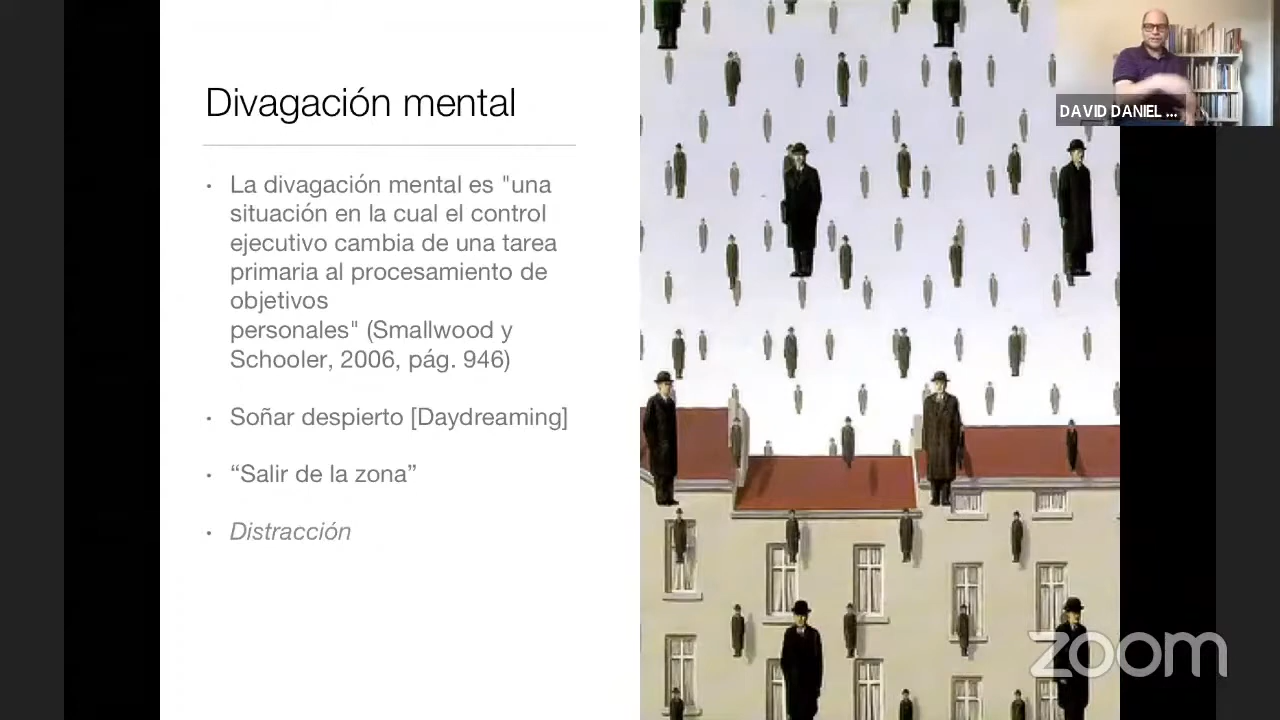 Divagación mental
• La divagación mental es "una
situación en la cual el control
ejecutivo cambia de una tarea
primaria al procesamiento de
objetivos
personales" (Smallwood y
Schooler, 2006, pág. 946)
• Soñar despierto [Daydreaming]
• “Salir de la zona”
• Distracción
DAVID DANIEL ...
zoom